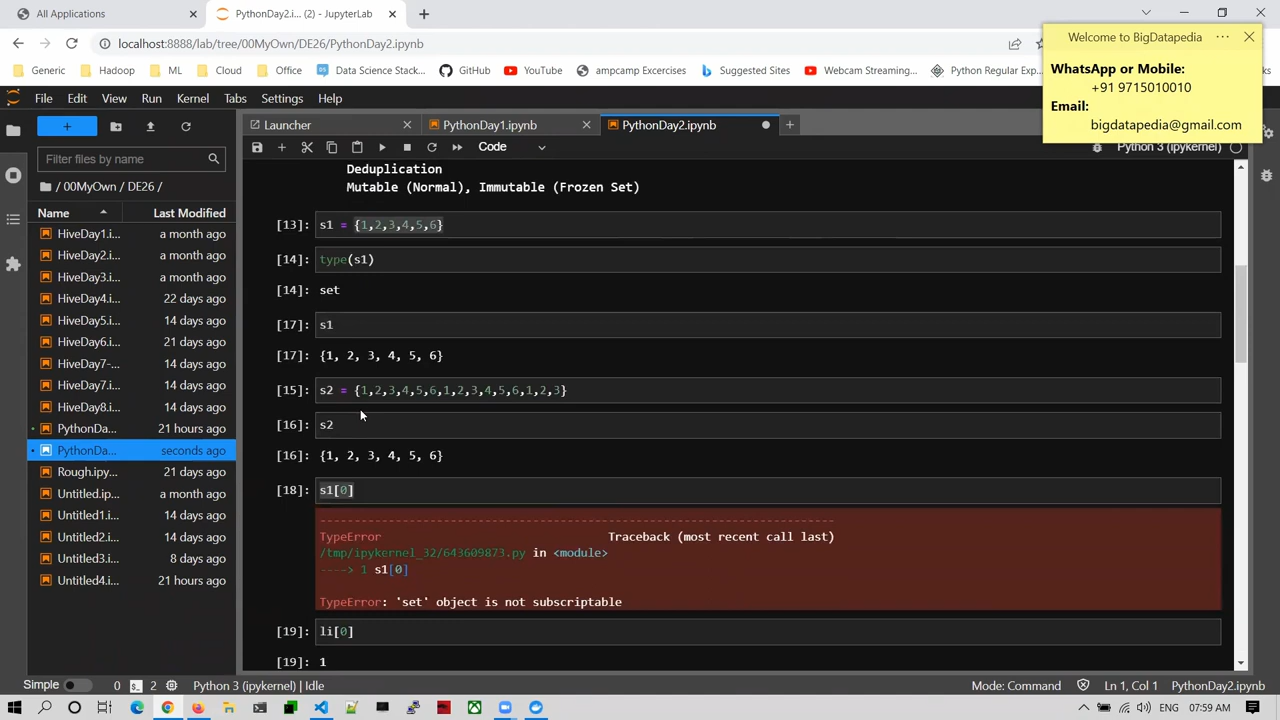 All Applications
PythonDay2.i... (2) - JupyterLab
localhost:8888/lab/tree/00MyOwn/DE26/PythonDay2.ipynb
Generic Hadoop ML Cloud Office Data Science Stack... GitHub YouTube ampcamp Excercises Suggested Sites Webcam Streaming... Python Regular Exp
Welcome to BigDatapedia
WhatsApp or Mobile:
+91 9715010010
Email:
bigdatapedia@gmail.com
File Edit View Run Kernel Tabs Settings Help
Launcher PythonDay1.ipynb PythonDay2.ipynb
Code
Python 3 (ipykernel)
Filter files by name
/ 00MyOwn / DE26 /
Name Last Modified
HiveDay1.i... a month ago
HiveDay2.i... a month ago
HiveDay3.i... a month ago
HiveDay4.i... 22 days ago
HiveDay5.i... 14 days ago
HiveDay6.i... 21 days ago
HiveDay7-... 14 days ago
HiveDay7.i... 14 days ago
HiveDay8.i... 14 days ago
PythonDa... 21 hours ago
PythonDa... seconds ago
Rough.ipy... 21 days ago
Untitled.ip... a month ago
Untitled1.i... 14 days ago
Untitled2.i... 14 days ago
Untitled3.i... 8 days ago
Untitled4.i... 21 hours ago
Deduplication
Mutable (Normal), Immutable (Frozen Set)
[13]: s1 = {1,2,3,4,5,6}
[14]: type(s1)
[14]: set
[17]: s1
[17]: {1, 2, 3, 4, 5, 6}
[15]: s2 = {1,2,3,4,5,6,1,2,3,4,5,6,1,2,3}
[16]: s2
[16]: {1, 2, 3, 4, 5, 6}
[18]: s1[0]
---------------------------------------------------------------------------
TypeError Traceback (most recent call last)
/tmp/ipykernel_32/643609873.py in <module>
----> 1 s1[0]
TypeError: 'set' object is not subscriptable
[19]: li[0]
[19]: 1
Simple 0 2 Python 3 (ipykernel) | Idle Mode: Command Ln 1, Col 1 PythonDay2.ipynb
ENG 07:59 AM